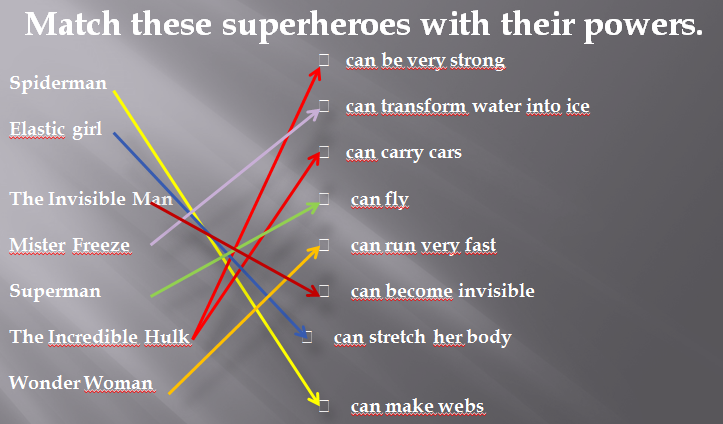 Match these superheroes with their powers.
Spiderman
Elastic girl
The Invisible Man
Mister Freeze
Superman
The Incredible Hulk
Wonder Woman
can be very strong
can transform water into ice
can carry cars
can fly
can run very fast
can become invisible
can stretch her body
can make webs